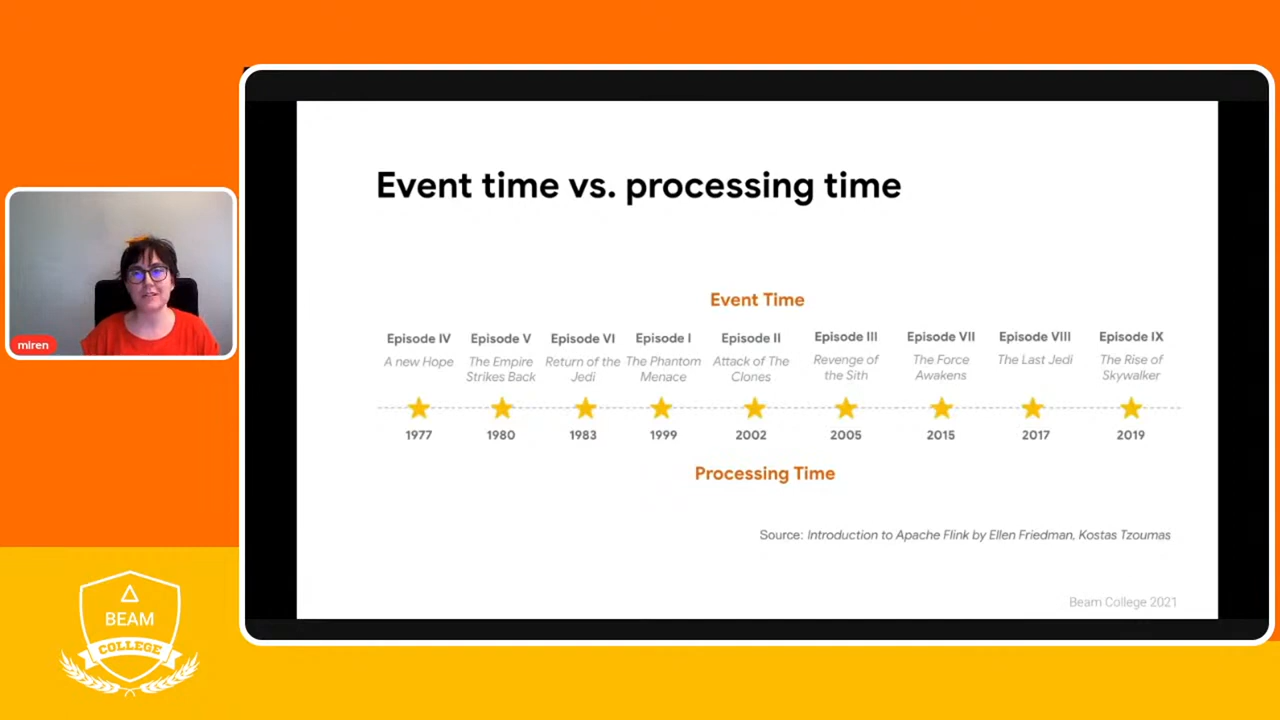 Event time vs. processing time
Event Time
Episode IV Episode V Episode VI Episode I Episode II Episode III Episode VII Episode VIII Episode IX
A new Hope The Empire Return of the The Phantom Attack of The Revenge of The Force The Last Jedi The Rise of
Strikes Back Jedi Menace Clones the Sith Awakens Skywalker
1977 1980 1983 1999 2002 2005 2015 2017 2019
Processing Time
Source: Introduction to Apache Flink by Ellen Friedman, Kostas Tzoumas
Beam College 2021
miren
BEAM
COLLEGE